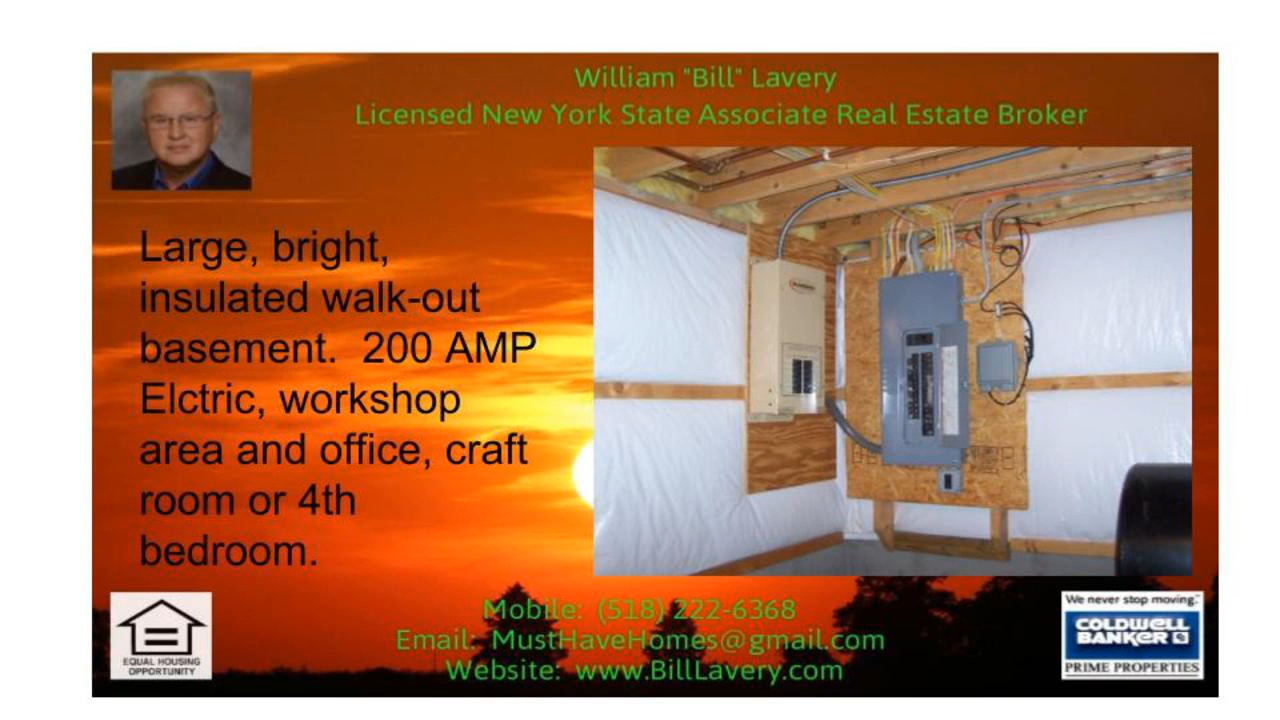 William "Bill" Lavery
Licensed New York State Associate Real Estate Broker
Large, bright,
insulated walk-out
basement.  200 AMP
Elctric, workshop
area and office, craft
room or 4th
bedroom.
Mobile:  (518) 222-6368
Email:  MustHaveHomes@gmail.com
Website:  www.BillLavery.com
EQUAL HOUSING
OPPORTUNITY
We never stop moving.™
COLDWELL
BANKER
PRIME PROPERTIES